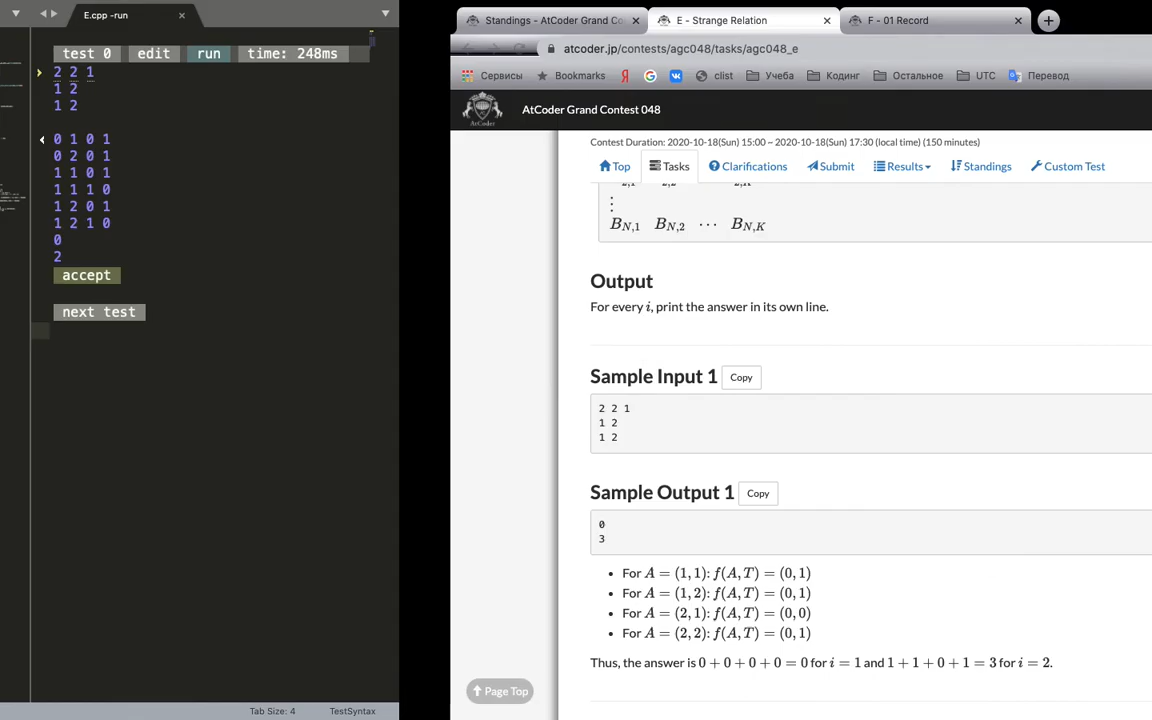 E.cpp -run
test 0 edit run time: 248ms
2 2 1
1 2
1 2
0 1 0 1
0 2 0 1
1 1 0 1
1 1 1 0
1 2 0 1
1 2 1 0
0
2
accept
next test
Tab Size: 4 TestSyntax
Standings - AtCoder Grand Co
E - Strange Relation
F - 01 Record
atcoder.jp/contests/agc048/tasks/agc048_e
Сервисы Bookmarks clist Учеба Кодинг Остальное UTC Перевод
AtCoder Grand Contest 048
Contest Duration: 2020-10-18(Sun) 15:00 ~ 2020-10-18(Sun) 17:30 (local time) (150 minutes)
Top Tasks Clarifications Submit Results Standings Custom Test
⋮
B_{N,1} B_{N,2} ⋯ B_{N,K}
Output
For every i, print the answer in its own line.
Sample Input 1 Copy
2 2 1
1 2
1 2
Sample Output 1 Copy
0
3
• For A = (1, 1): f(A, T) = (0, 1)
• For A = (1, 2): f(A, T) = (0, 1)
• For A = (2, 1): f(A, T) = (0, 0)
• For A = (2, 2): f(A, T) = (0, 1)
Thus, the answer is 0 + 0 + 0 + 0 = 0 for i = 1 and 1 + 1 + 0 + 1 = 3 for i = 2.
Page Top